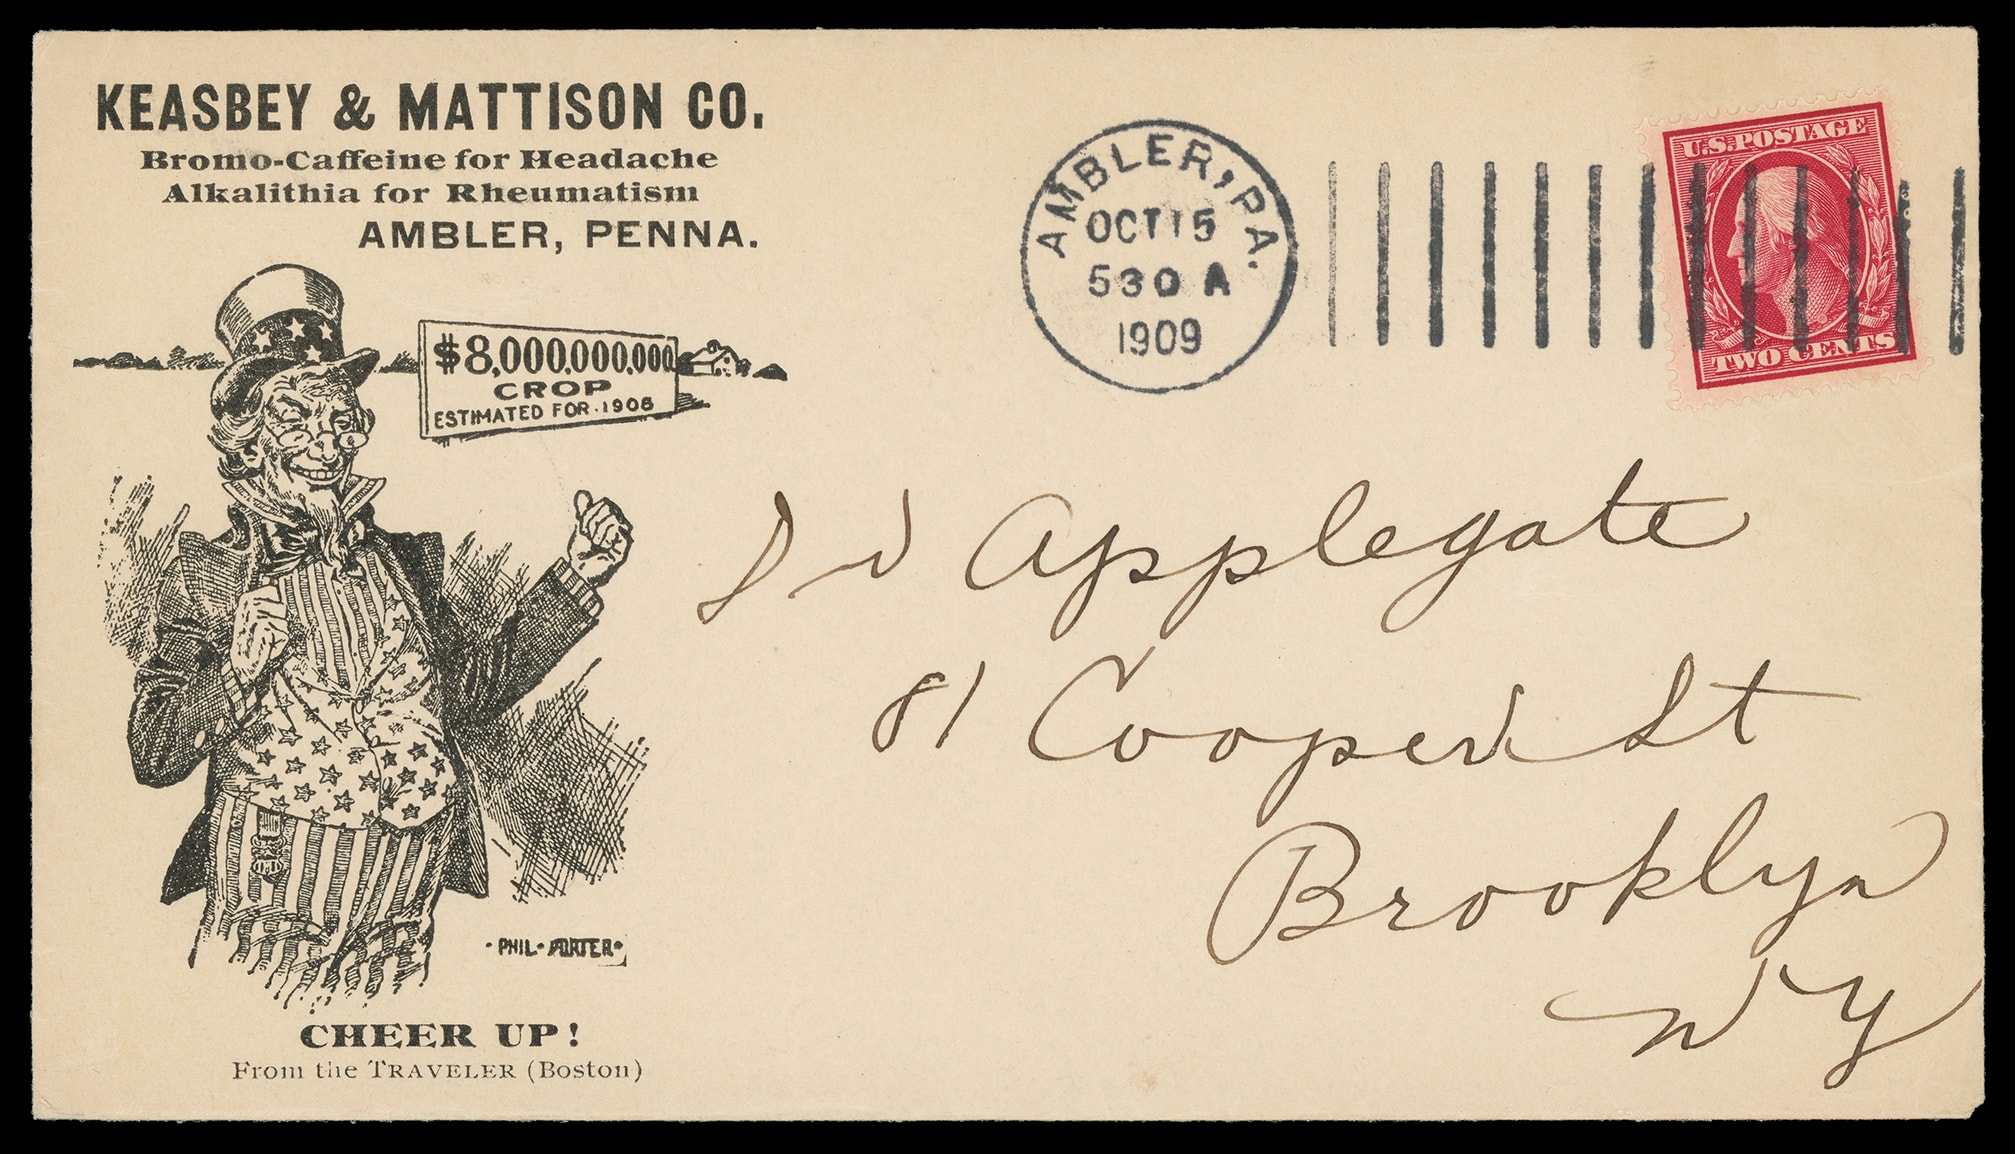 KEASBEY & MATTISON CO.
Bromo-Caffeine for Headache
Alkalithia for Rheumatism
AMBLER, PENNA.
$8,000,000,000
CROP
ESTIMATED FOR 1908
·PHIL·PORTER·
CHEER UP!
From the TRAVELER (Boston)
AMBLER, PA.
OCT 15
530 A
1909
U.S. POSTAGE
TWO CENTS
Applegate
81 Cooper St
Brooklyn
NY